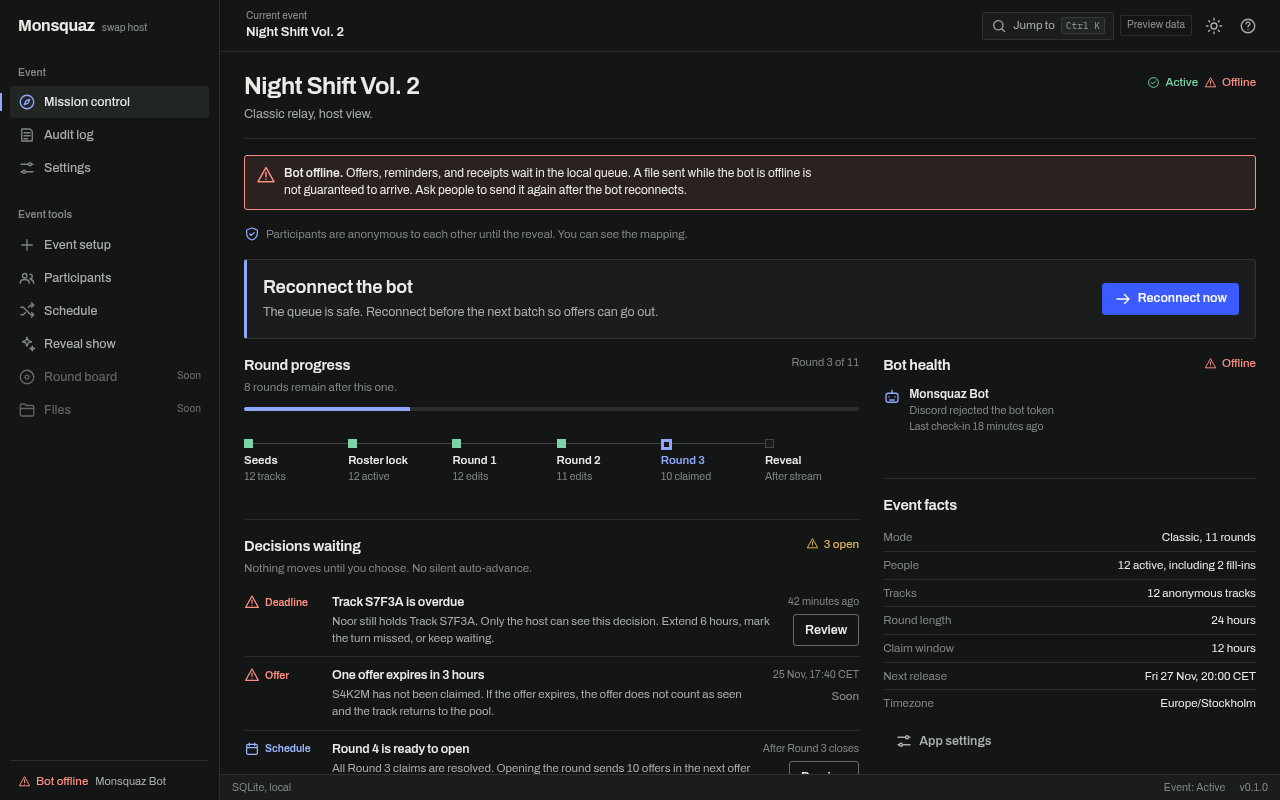 Monsquaz swap host
Event
Mission control
Audit log
Settings
Event tools
Event setup
Participants
Schedule
Reveal show
Round board Soon
Files Soon
Bot offline Monsquaz Bot
Current event
Night Shift Vol. 2
Jump to Ctrl K
Preview data
Night Shift Vol. 2
Classic relay, host view.
Active Offline
Bot offline. Offers, reminders, and receipts wait in the local queue. A file sent while the bot is offline is
not guaranteed to arrive. Ask people to send it again after the bot reconnects.
Participants are anonymous to each other until the reveal. You can see the mapping.
Reconnect the bot
The queue is safe. Reconnect before the next batch so offers can go out.
Reconnect now
Round progress
Round 3 of 11
8 rounds remain after this one.
Seeds
12 tracks
Roster lock
12 active
Round 1
12 edits
Round 2
11 edits
Round 3
10 claimed
Reveal
After stream
Decisions waiting
3 open
Nothing moves until you choose. No silent auto-advance.
Deadline
Track S7F3A is overdue
Noor still holds Track S7F3A. Only the host can see this decision. Extend 6 hours, mark
the turn missed, or keep waiting.
42 minutes ago
Review
Offer
One offer expires in 3 hours
S4K2M has not been claimed. If the offer expires, the offer does not count as seen
and the track returns to the pool.
25 Nov, 17:40 CET
Soon
Schedule
Round 4 is ready to open
All Round 3 claims are resolved. Opening the round sends 10 offers in the next offer
After Round 3 closes
Bot health
Offline
Monsquaz Bot
Discord rejected the bot token
Last check-in 18 minutes ago
Event facts
Mode Classic, 11 rounds
People 12 active, including 2 fill-ins
Tracks 12 anonymous tracks
Round length 24 hours
Claim window 12 hours
Next release Fri 27 Nov, 20:00 CET
Timezone Europe/Stockholm
App settings
SQLite, local
Event: Active v0.1.0